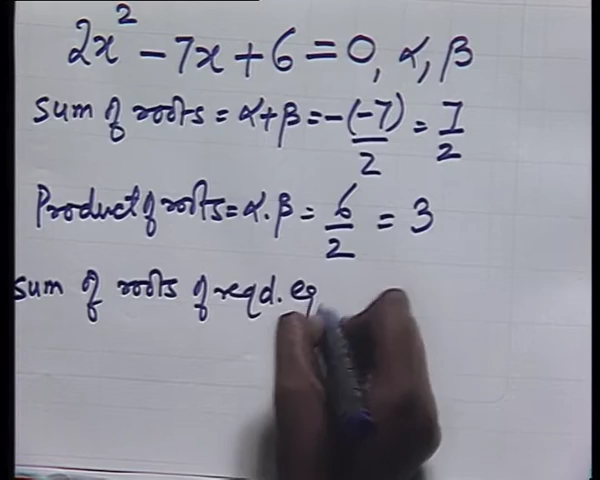 2x² - 7x + 6 = 0, α, β
Sum of roots = α+β = -(-7)/2 = 7/2
Product of roots = α.β = 6/2 = 3
Sum of roots of reqd. eq